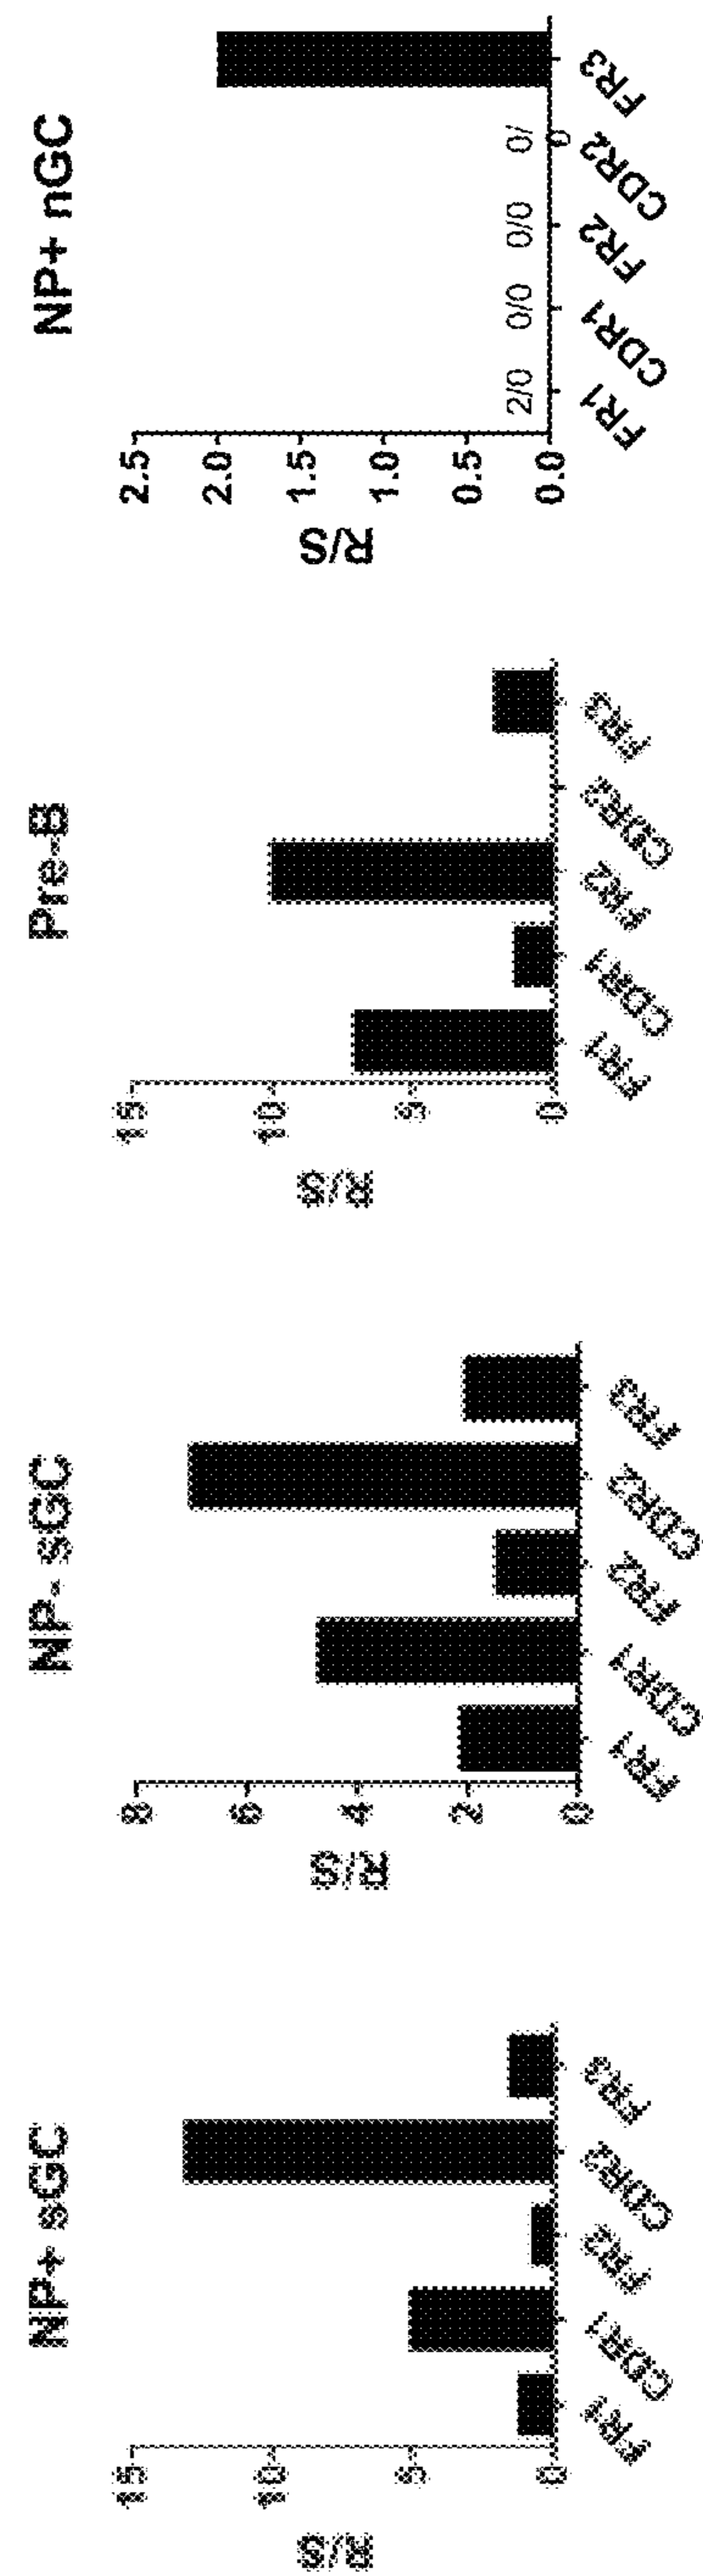 NP+ sGC
R/S
15
10
5
0
FR1
CDR1
FR2
CDR2
FR3
NP- sGC
R/S
8
6
4
2
0
FR1
CDR1
FR2
CDR2
FR3
Pre-B
R/S
15
10
5
0
FR1
CDR1
FR2
CDR2
FR3
NP+ nGC
R/S
2.5
2.0
1.5
1.0
0.5
0.0
2/0
0/0
0/0
0/
0
FR1
CDR1
FR2
CDR2
FR3